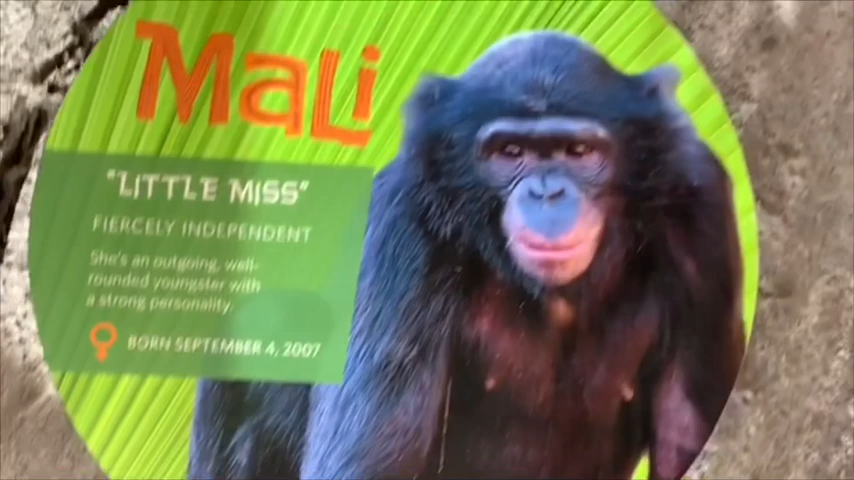 Mali
"LITTLE MISS"
FIERCELY INDEPENDENT
She's an outgoing, well-
rounded youngster with
a strong personality.
BORN SEPTEMBER 4, 2007